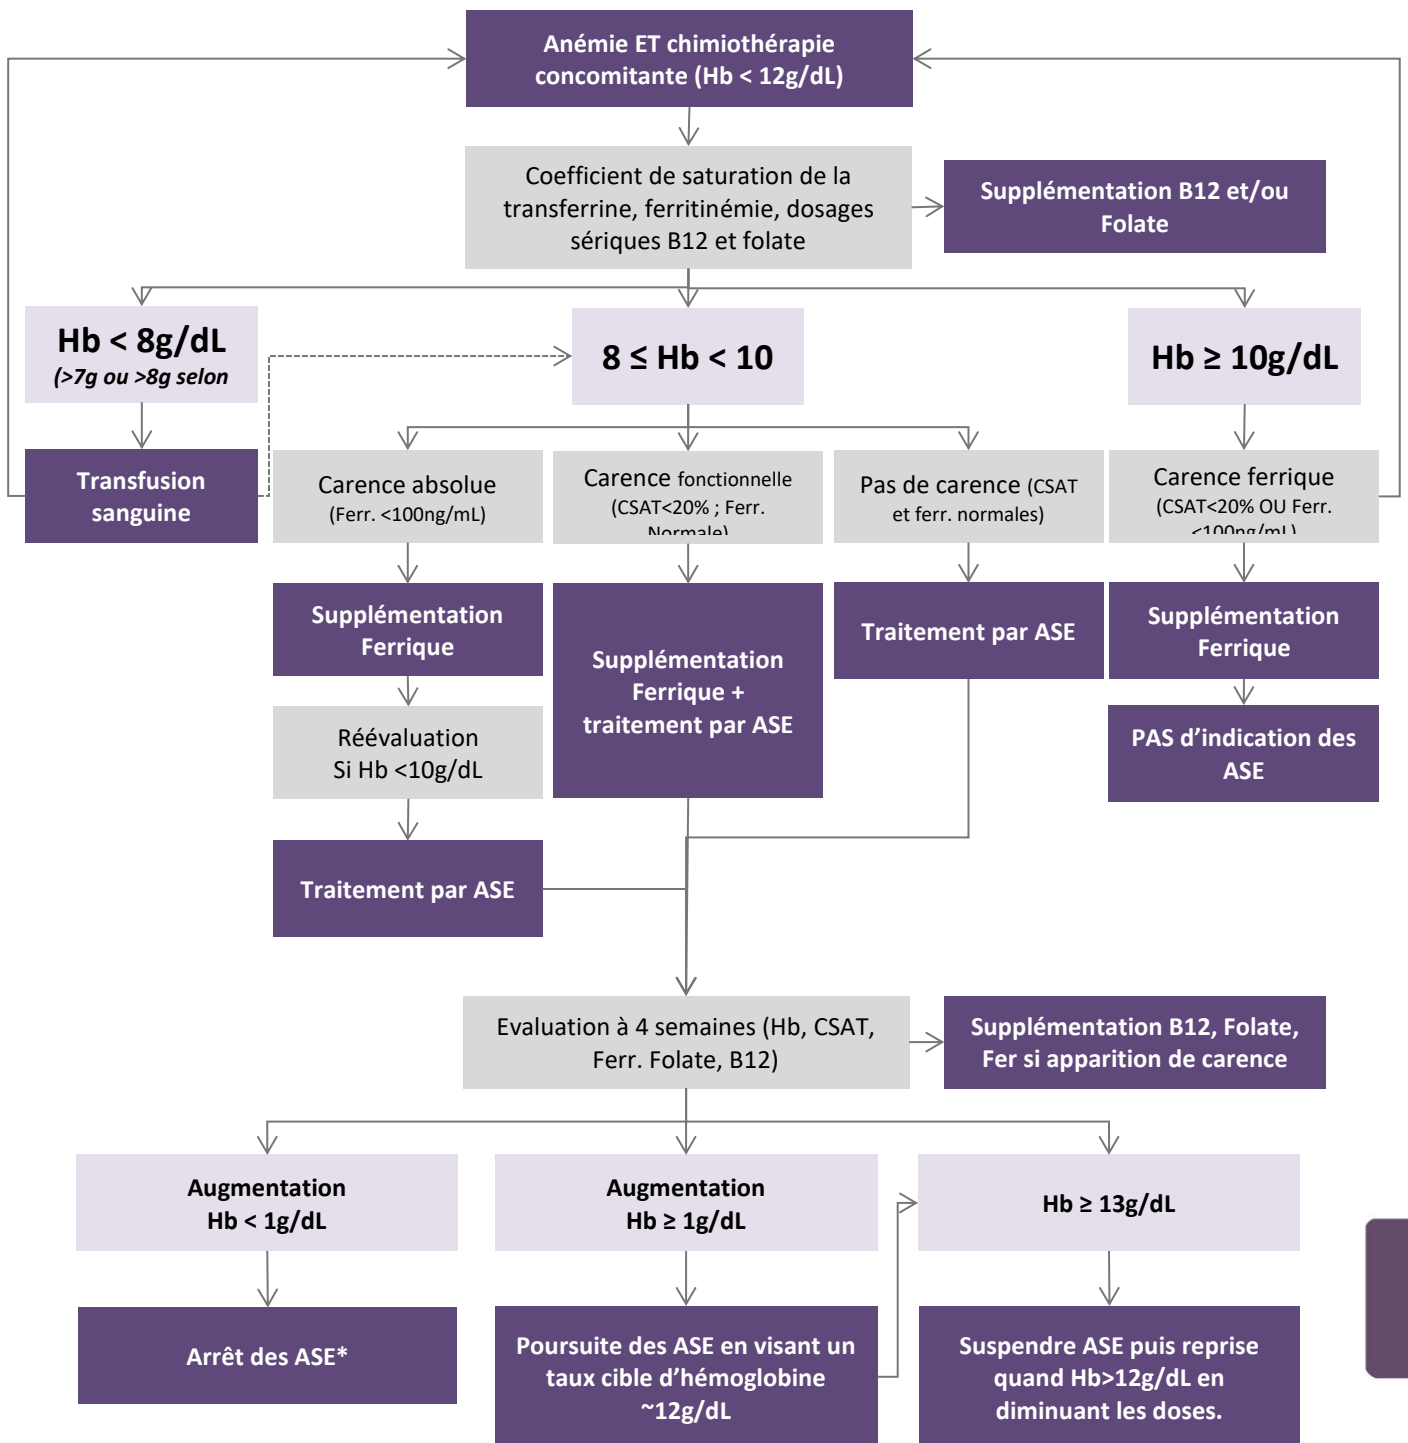 Anémie ET chimiothérapie
concomitante (Hb < 12g/dL)
Coefficient de saturation de la
transferrine, ferritinémie, dosages
sériques B12 et folate
Supplémentation B12 et/ou
Folate
Hb < 8g/dL
(>7g ou >8g selon
8 ≤ Hb < 10
Hb ≥ 10g/dL
Transfusion
sanguine
Carence absolue
(Ferr. <100ng/mL)
Carence fonctionnelle
(CSAT<20% ; Ferr.
Normale)
Pas de carence (CSAT
et ferr. normales)
Carence ferrique
(CSAT<20% OU Ferr.
<100ng/mL)
Supplémentation
Ferrique
Supplémentation
Ferrique +
traitement par ASE
Traitement par ASE
Supplémentation
Ferrique
Réévaluation
Si Hb <10g/dL
PAS d’indication des
ASE
Traitement par ASE
Evaluation à 4 semaines (Hb, CSAT,
Ferr. Folate, B12)
Supplémentation B12, Folate,
Fer si apparition de carence
Augmentation
Hb < 1g/dL
Augmentation
Hb ≥ 1g/dL
Hb ≥ 13g/dL
Arrêt des ASE*
Poursuite des ASE en visant un
taux cible d’hémoglobine
~12g/dL
Suspendre ASE puis reprise
quand Hb>12g/dL en
diminuant les doses.